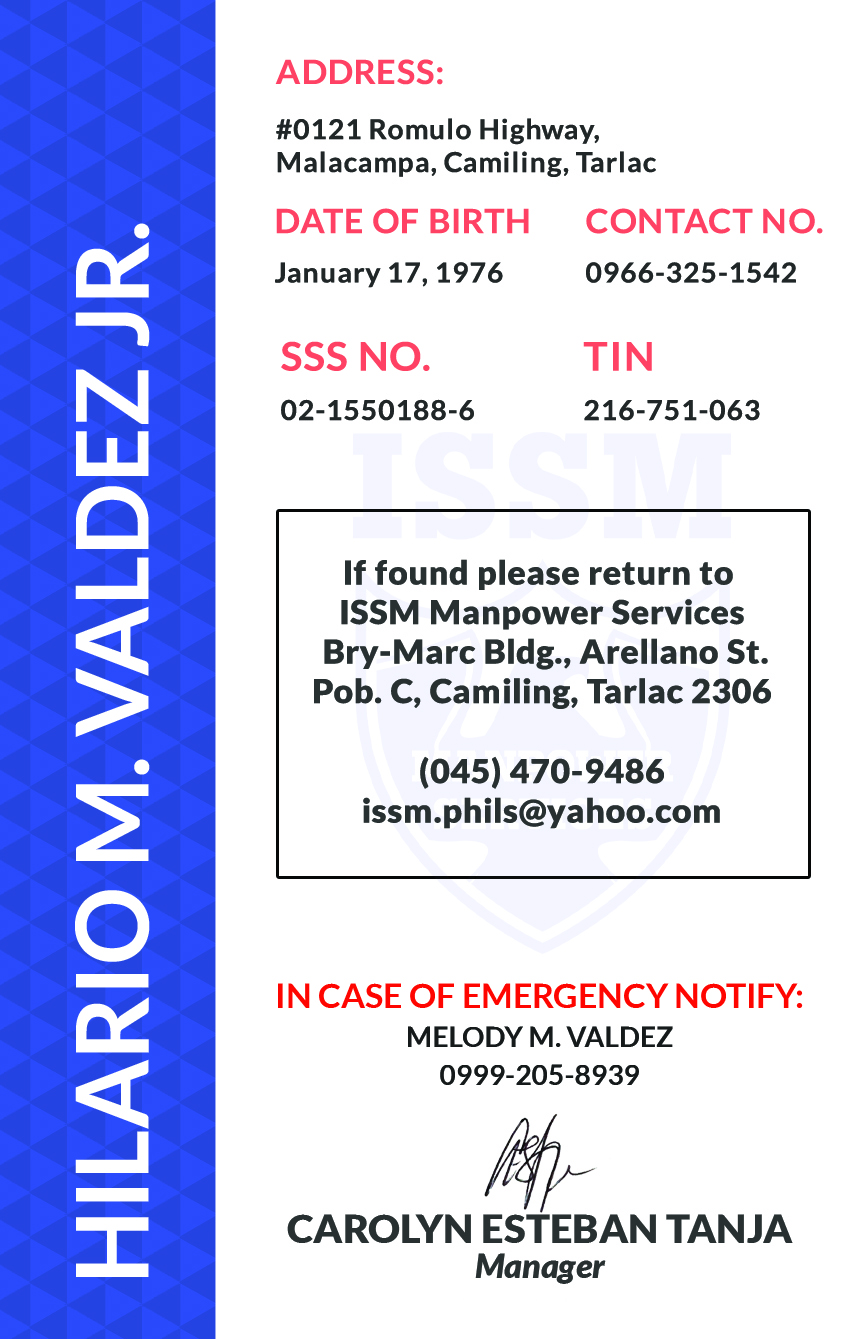 HILARIO M. VALDEZ JR.
ADDRESS:
#0121 Romulo Highway,
Malacampa, Camiling, Tarlac
DATE OF BIRTH
January 17, 1976
CONTACT NO.
0966-325-1542
SSS NO.
02-1550188-6
TIN
216-751-063
ISSM
If found please return to
ISSM Manpower Services
Bry-Marc Bldg., Arellano St.
Pob. C, Camiling, Tarlac 2306
(045) 470-9486
issm.phils@yahoo.com
IN CASE OF EMERGENCY NOTIFY:
MELODY M. VALDEZ
0999-205-8939
CAROLYN ESTEBAN TANJA
Manager